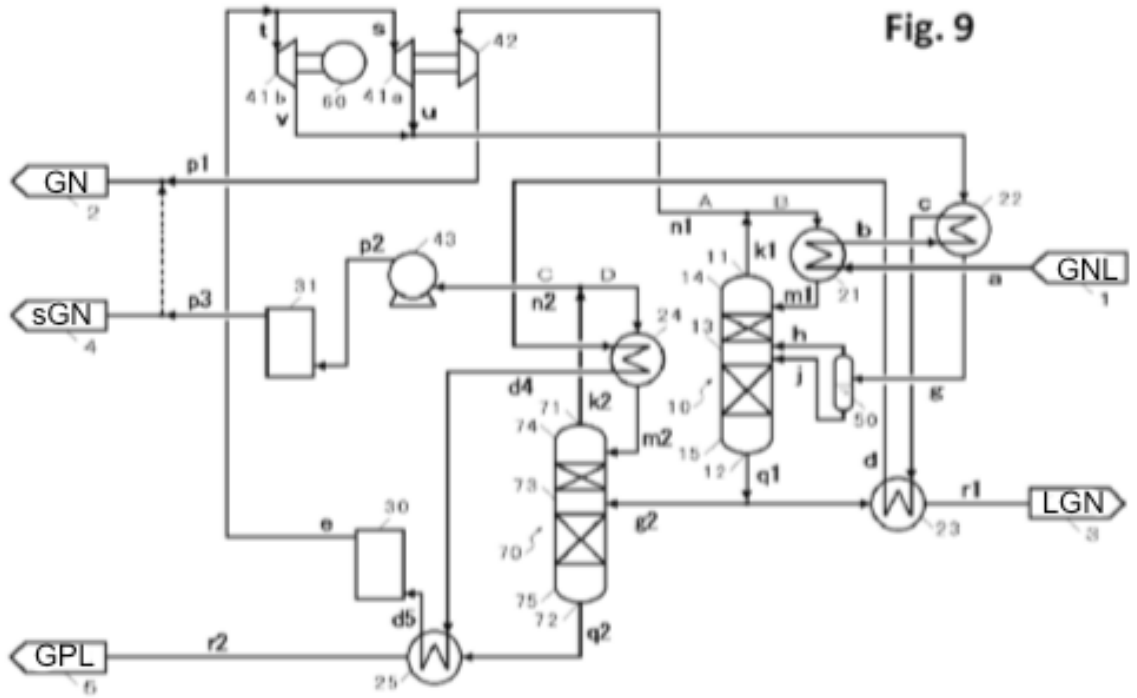 Fig. 9
t
s
42
41b
60
41a
v
u
p1
GN
2
A
B
n1
c
22
b
k1
11
GNL
1
a
21
m1
14
p2
43
C
D
n2
p3
31
sGN
4
24
13
h
j
g
50
10
d4
k2
71
74
m2
15
12
q1
d
73
g2
r1
LGN
3
23
e
30
70
75
72
q2
d5
r2
GPL
25